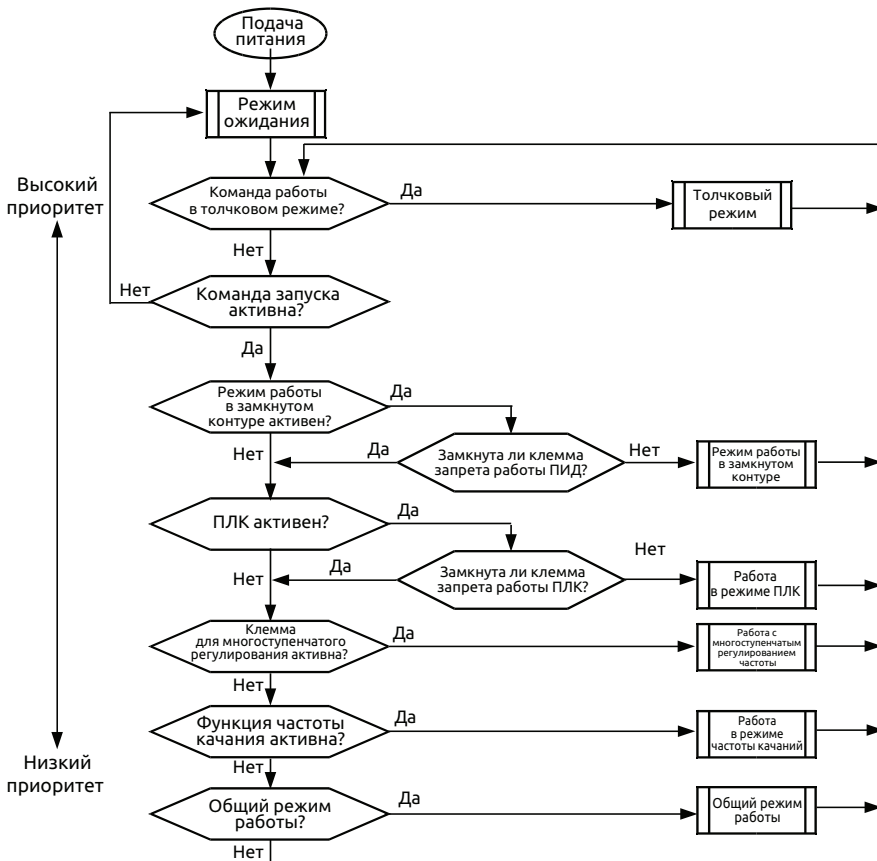 Подача
питания
Режим
ожидания
Высокий
приоритет
Команда работы
в толчковом режиме?
Да
Толчковый
режим
Нет
Нет
Команда запуска
активна?
Да
Режим работы
в замкнутом
контуре активен?
Да
Нет
Да
Замкнута ли клемма
запрета работы ПИД?
Нет
Режим работы
в замкнутом
контуре
ПЛК активен?
Да
Нет
Да
Замкнута ли клемма
запрета работы ПЛК?
Нет
Работа
в режиме ПЛК
Клемма
для многоступенчатого
регулирования активна?
Да
Работа с
многоступенчатым
регулированием
частоты
Нет
Функция частоты
качания активна?
Да
Работа
в режиме
частоты качаний
Низкий
приоритет
Нет
Общий режим
работы?
Да
Общий режим
работы
Нет